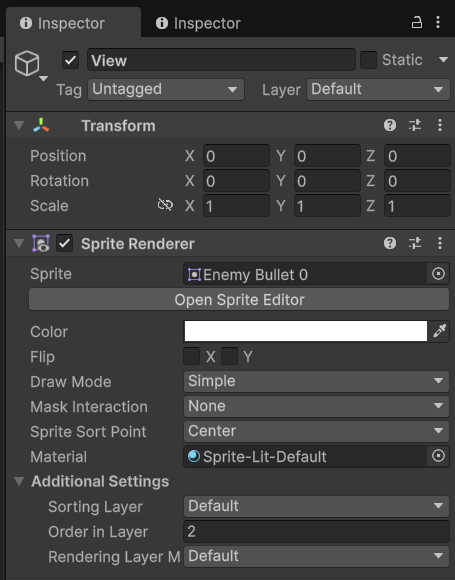 Inspector Inspector
View Static
Tag Untagged Layer Default
Transform
Position X 0 Y 0 Z 0
Rotation X 0 Y 0 Z 0
Scale X 1 Y 1 Z 1
Sprite Renderer
Sprite Enemy Bullet 0
Open Sprite Editor
Color
Flip X Y
Draw Mode Simple
Mask Interaction None
Sprite Sort Point Center
Material Sprite-Lit-Default
Additional Settings
Sorting Layer Default
Order in Layer 2
Rendering Layer M Default